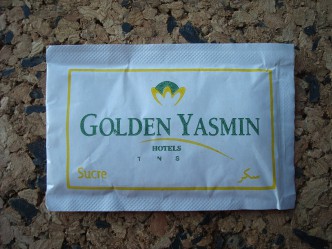 GOLDEN YASMIN
HOTELS
Sucre سكر